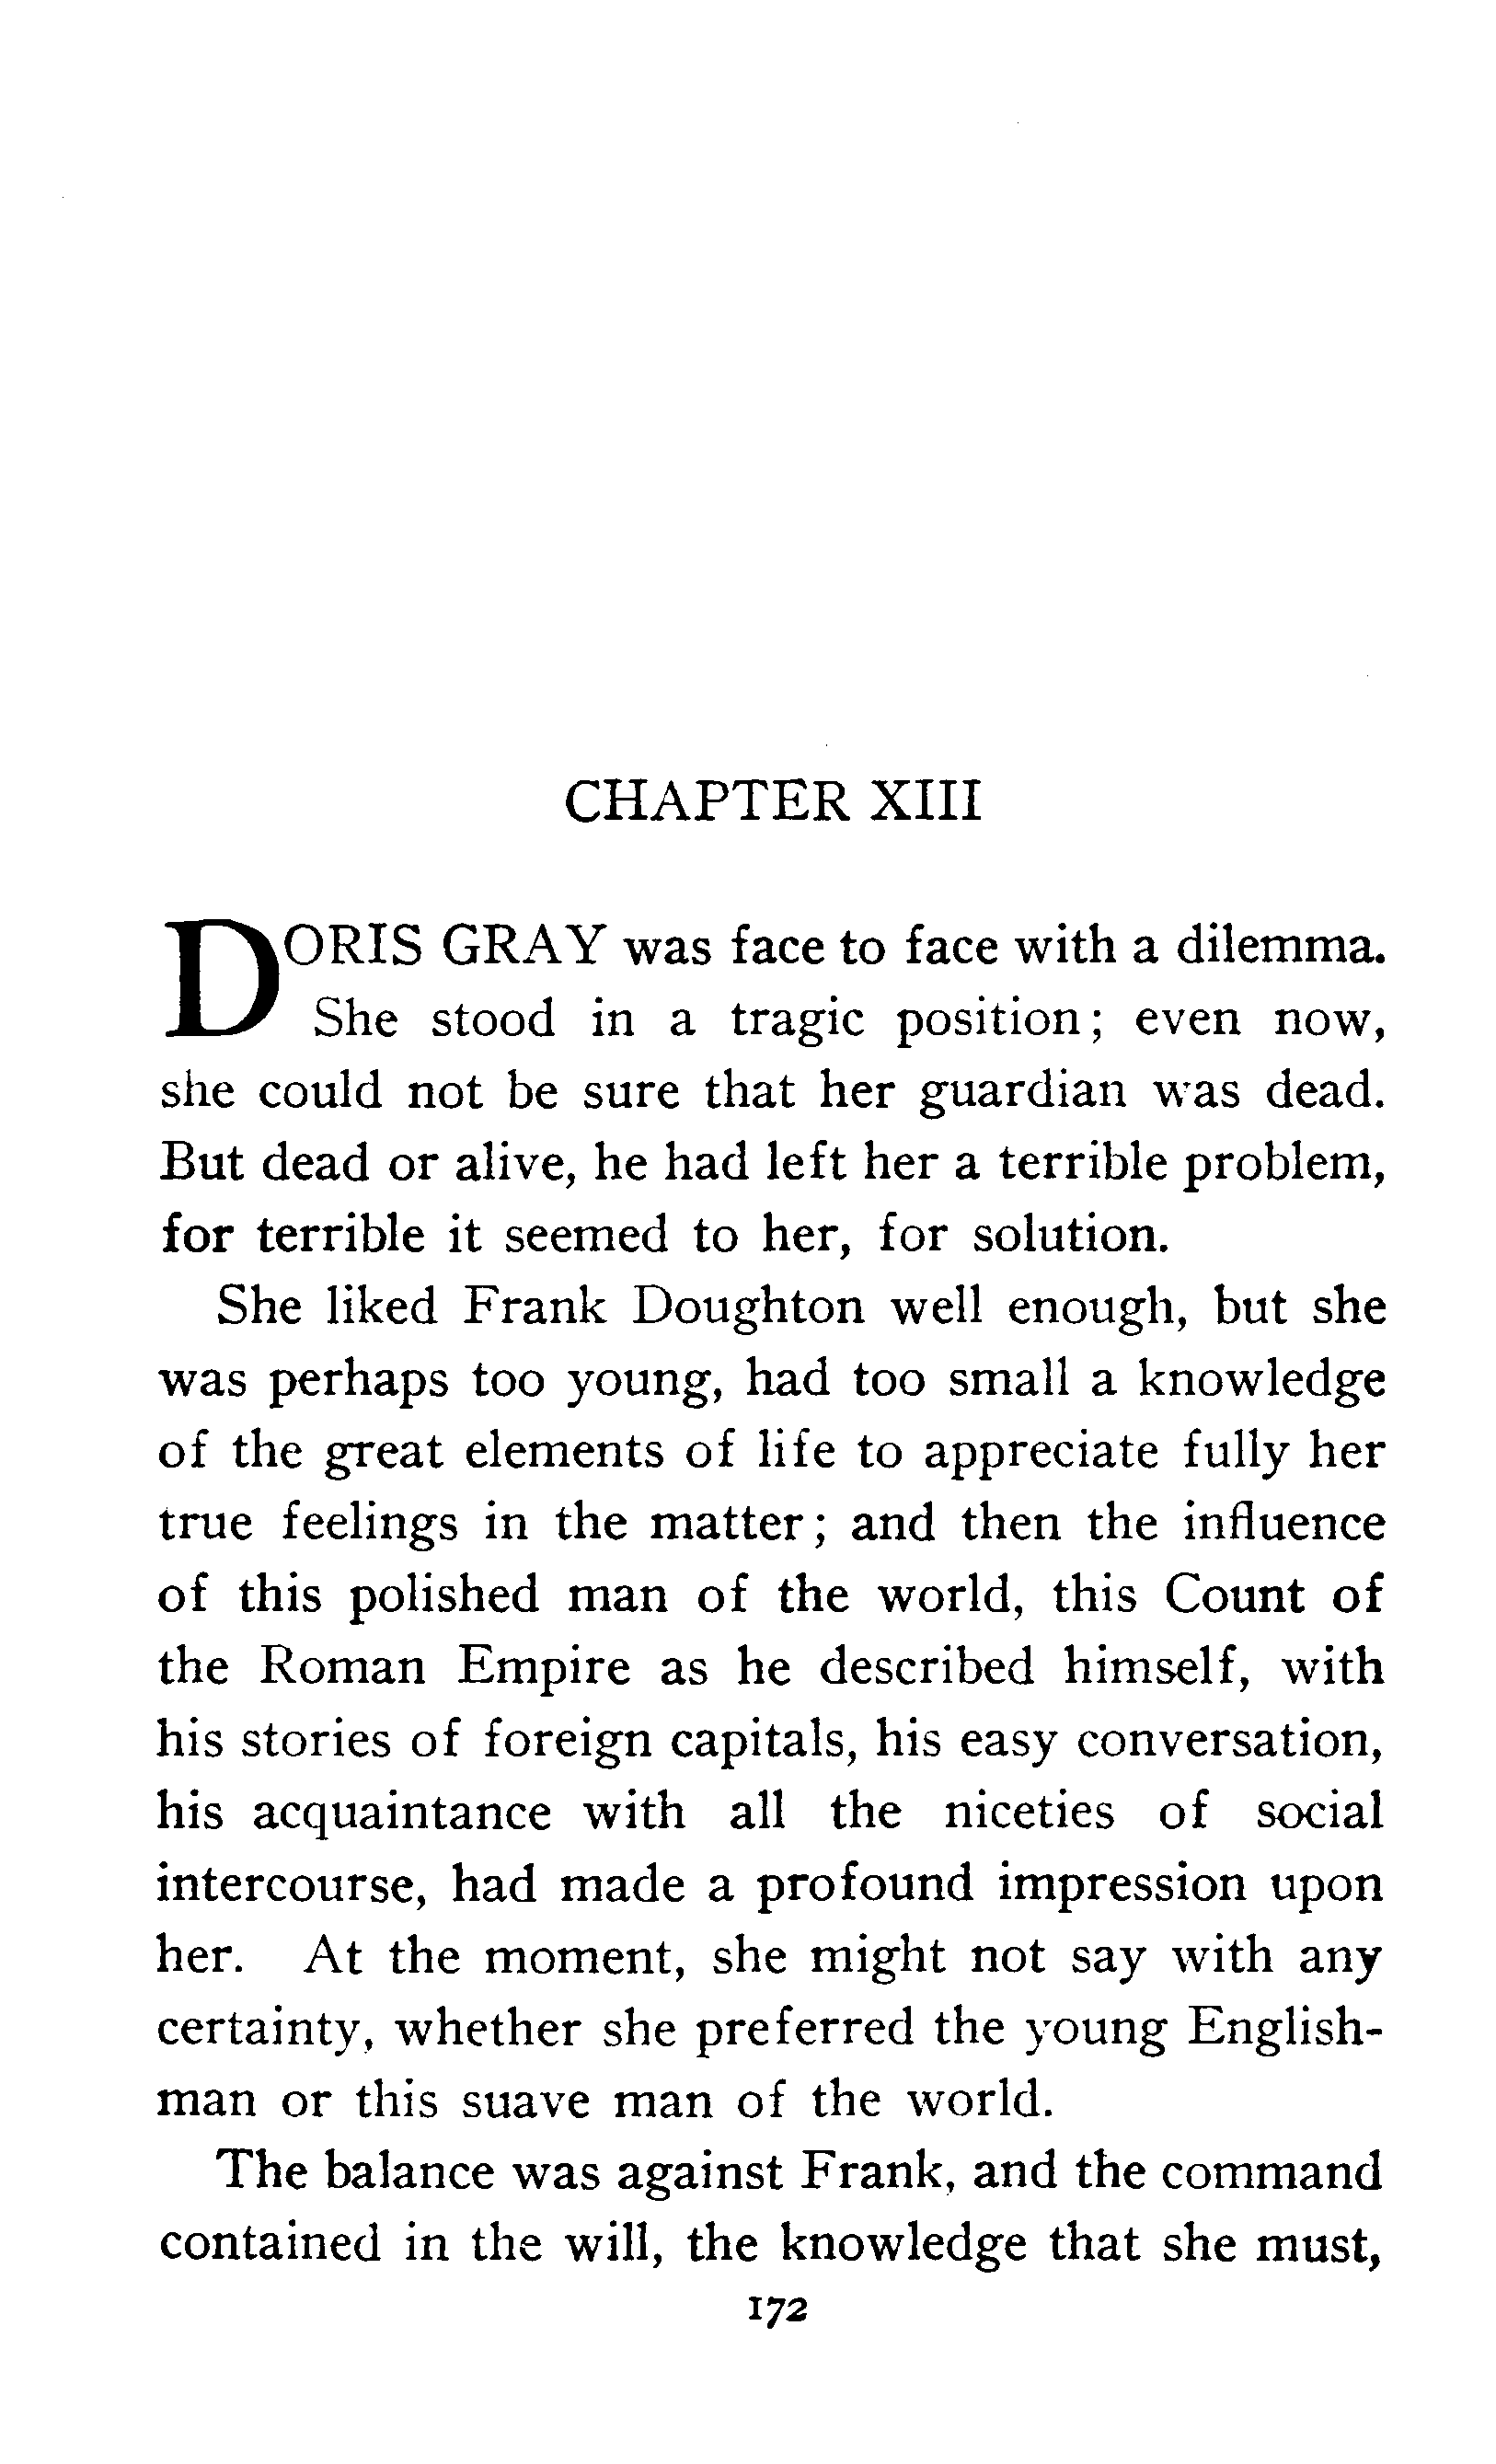 CHAPTER XIII
DORIS GRAY was face to face with a dilemma.
She stood in a tragic position; even now,
she could not be sure that her guardian was dead.
But dead or alive, he had left her a terrible problem,
for terrible it seemed to her, for solution.
She liked Frank Doughton well enough, but she
was perhaps too young, had too small a knowledge
of the great elements of life to appreciate fully her
true feelings in the matter; and then the influence
of this polished man of the world, this Count of
the Roman Empire as he described himself, with
his stories of foreign capitals, his easy conversation,
his acquaintance with all the niceties of social
intercourse, had made a profound impression upon
her. At the moment, she might not say with any
certainty, whether she preferred the young English-
man or this suave man of the world.
The balance was against Frank, and the command
contained in the will, the knowledge that she must,
172